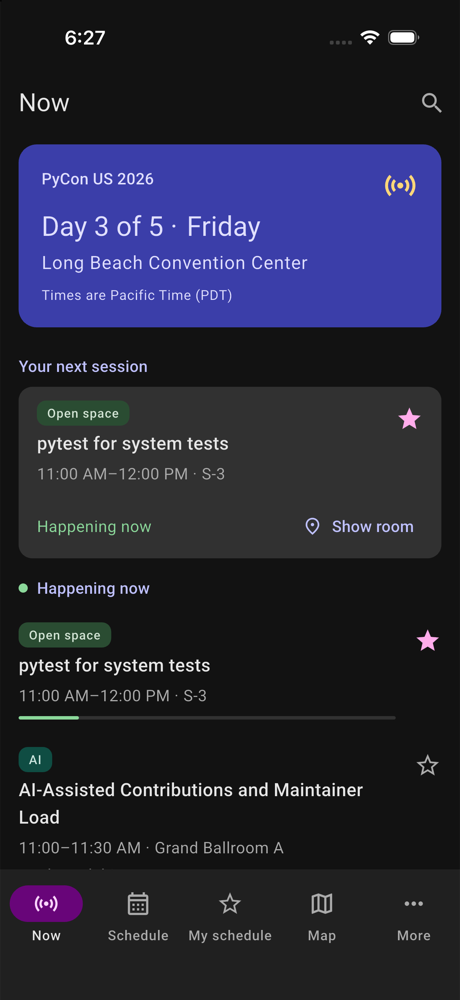 6:27
Now
PyCon US 2026
Day 3 of 5 · Friday
Long Beach Convention Center
Times are Pacific Time (PDT)
Your next session
Open space
pytest for system tests
11:00 AM–12:00 PM · S-3
Happening now
Show room
Happening now
Open space
pytest for system tests
11:00 AM–12:00 PM · S-3
AI
AI-Assisted Contributions and Maintainer
Load
11:00–11:30 AM · Grand Ballroom A
Now
Schedule
My schedule
Map
More